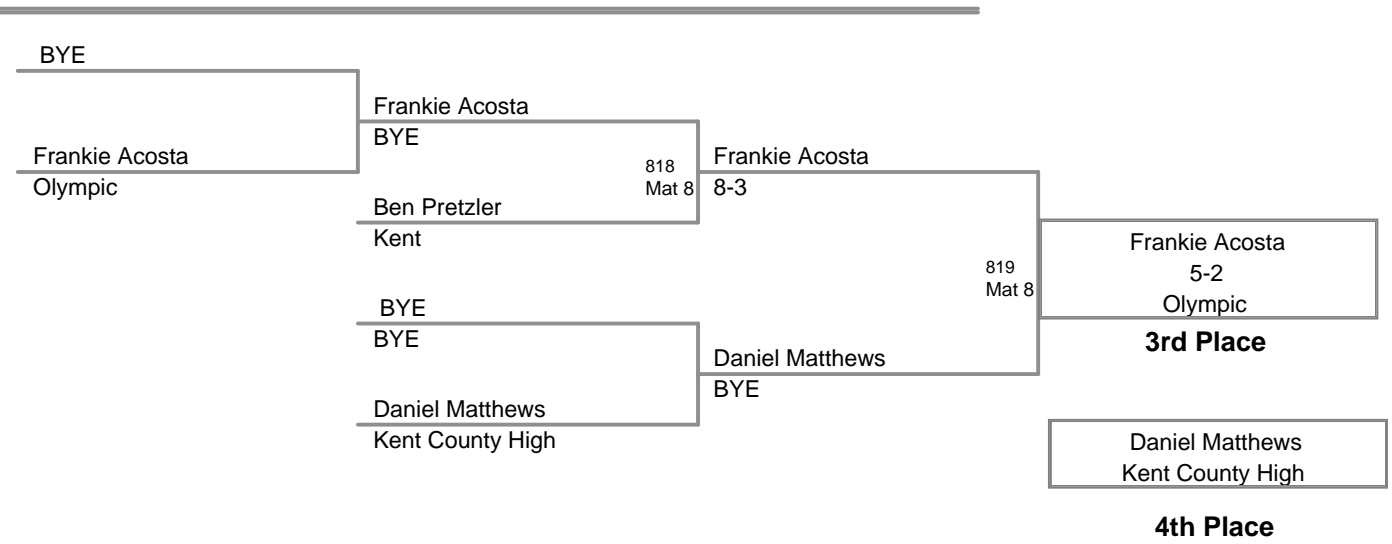 BYE
Frankie Acosta
Olympic
Frankie Acosta
BYE
Ben Pretzler
Kent
BYE
BYE
Daniel Matthews
Kent County High
818
Mat 8
Frankie Acosta
8-3
Daniel Matthews
BYE
819
Mat 8
Frankie Acosta
5-2
Olympic
3rd Place
Daniel Matthews
Kent County High
4th Place